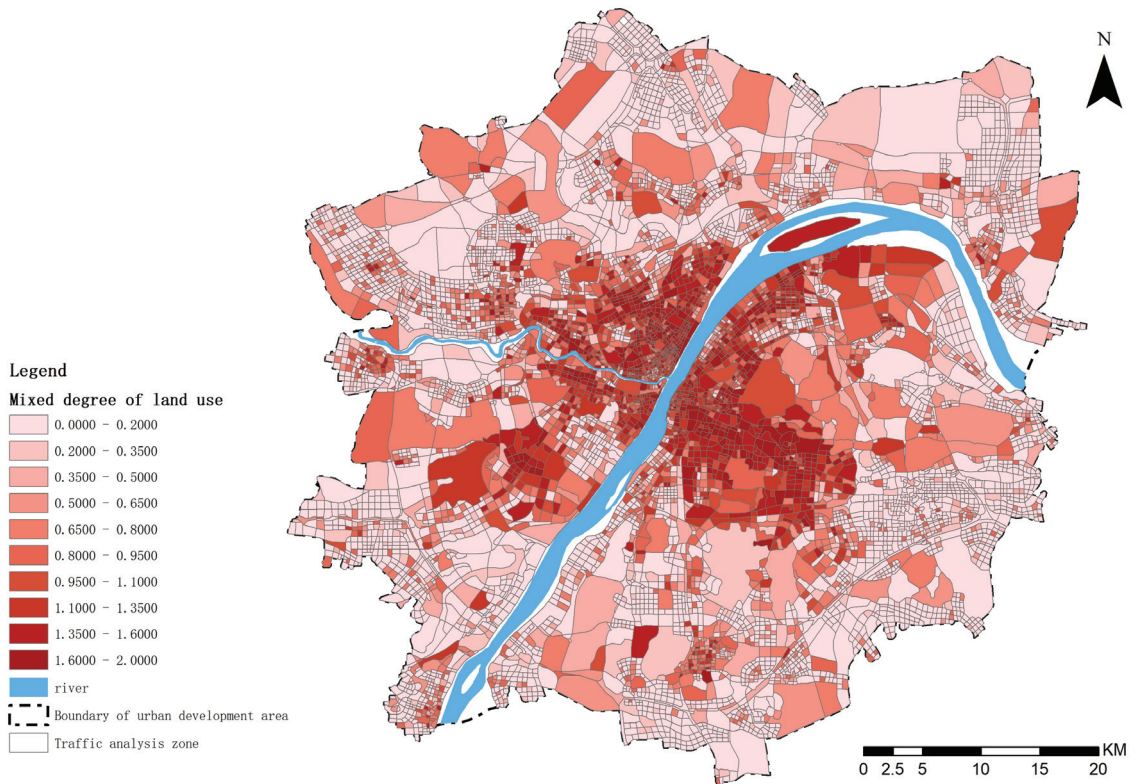 N
Legend
Mixed degree of land use
0.0000 - 0.2000
0.2000 - 0.3500
0.3500 - 0.5000
0.5000 - 0.6500
0.6500 - 0.8000
0.8000 - 0.9500
0.9500 - 1.1000
1.1000 - 1.3500
1.3500 - 1.6000
1.6000 - 2.0000
river
Boundary of urban development area
Traffic analysis zone
KM
0 2.5 5 10 15 20